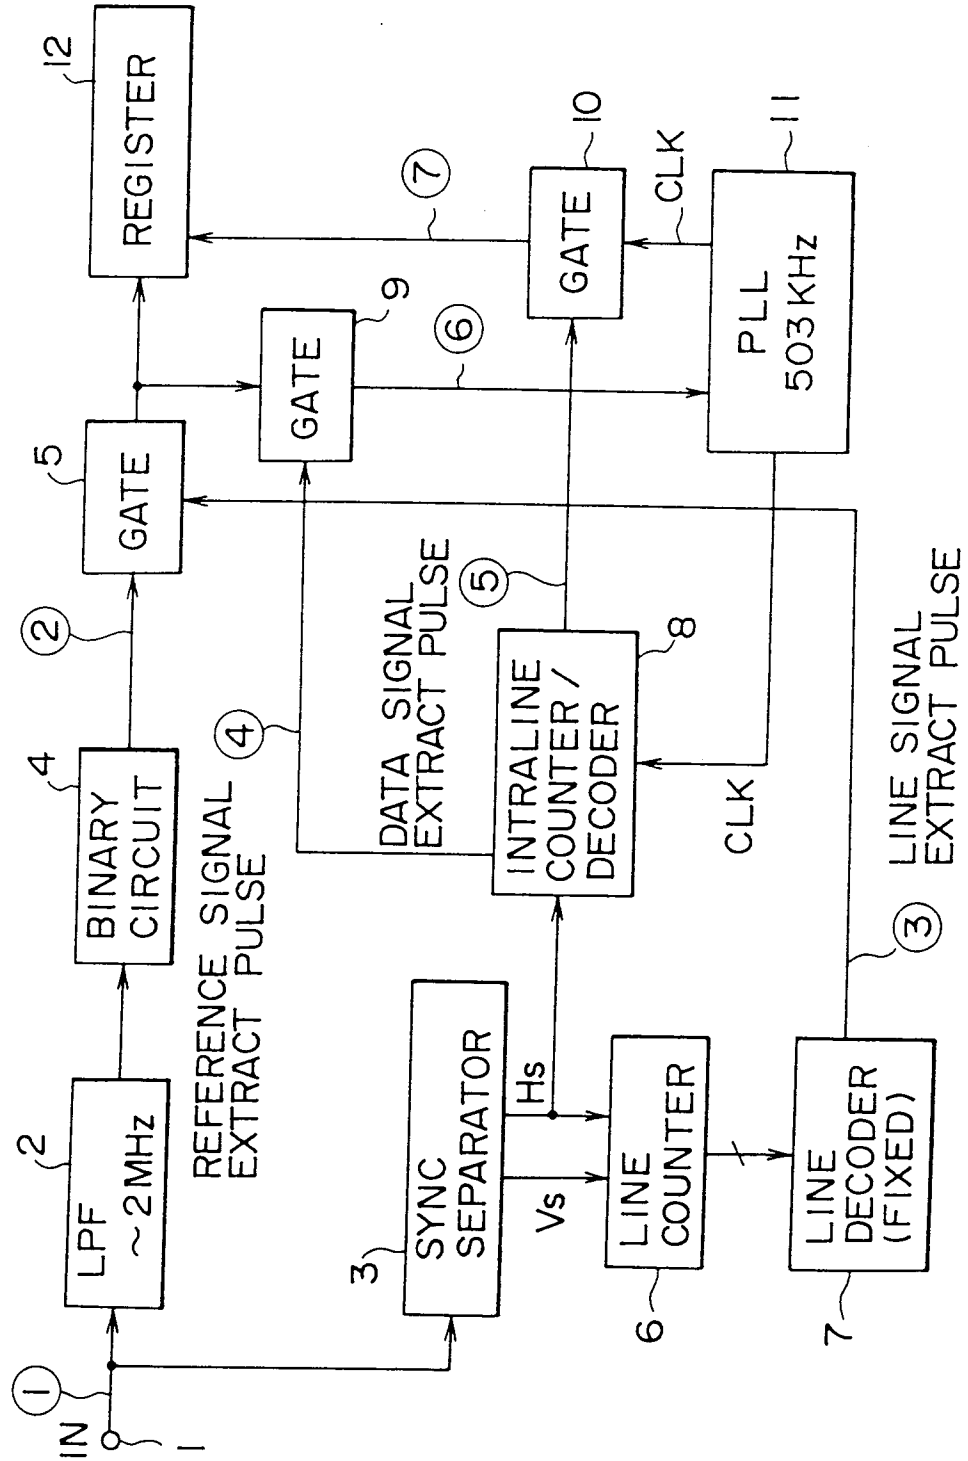 IN
1
①
LPF
~2MHz
2
BINARY
CIRCUIT
4
②
GATE
5
REGISTER
12
REFERENCE SIGNAL
EXTRACT PULSE
④
GATE
9
⑥
⑦
SYNC
SEPARATOR
3
Vs
Hs
DATA SIGNAL
EXTRACT PULSE
INTRALINE
COUNTER/
DECODER
8
⑤
GATE
10
CLK
LINE
COUNTER
6
CLK
PLL
503KHz
11
LINE
DECODER
(FIXED)
7
③
LINE SIGNAL
EXTRACT PULSE